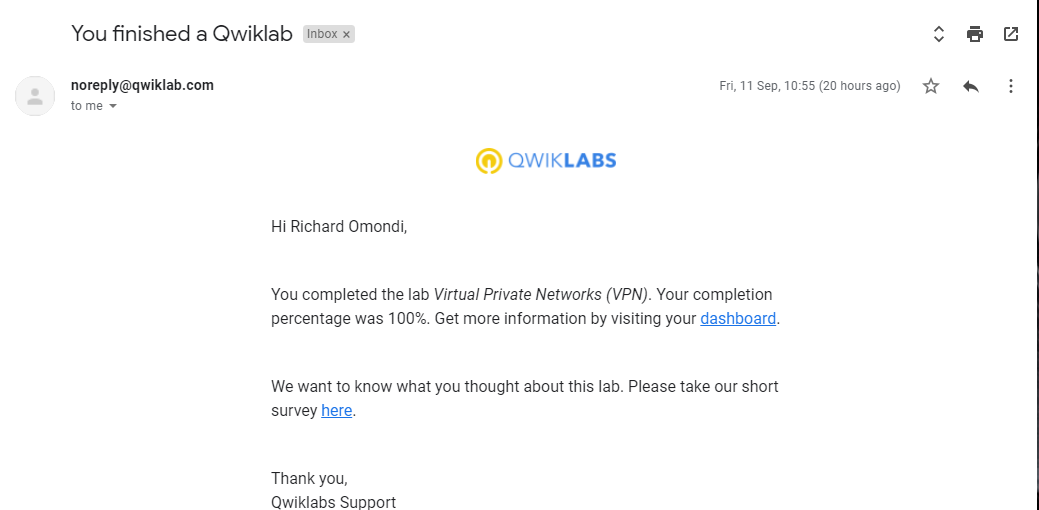 You finished a Qwiklab Inbox ×
noreply@qwiklab.com Fri, 11 Sep, 10:55 (20 hours ago)
to me
QWIKLABS
Hi Richard Omondi,
You completed the lab Virtual Private Networks (VPN). Your completion
percentage was 100%. Get more information by visiting your dashboard.
We want to know what you thought about this lab. Please take our short
survey here.
Thank you,
Qwiklabs Support